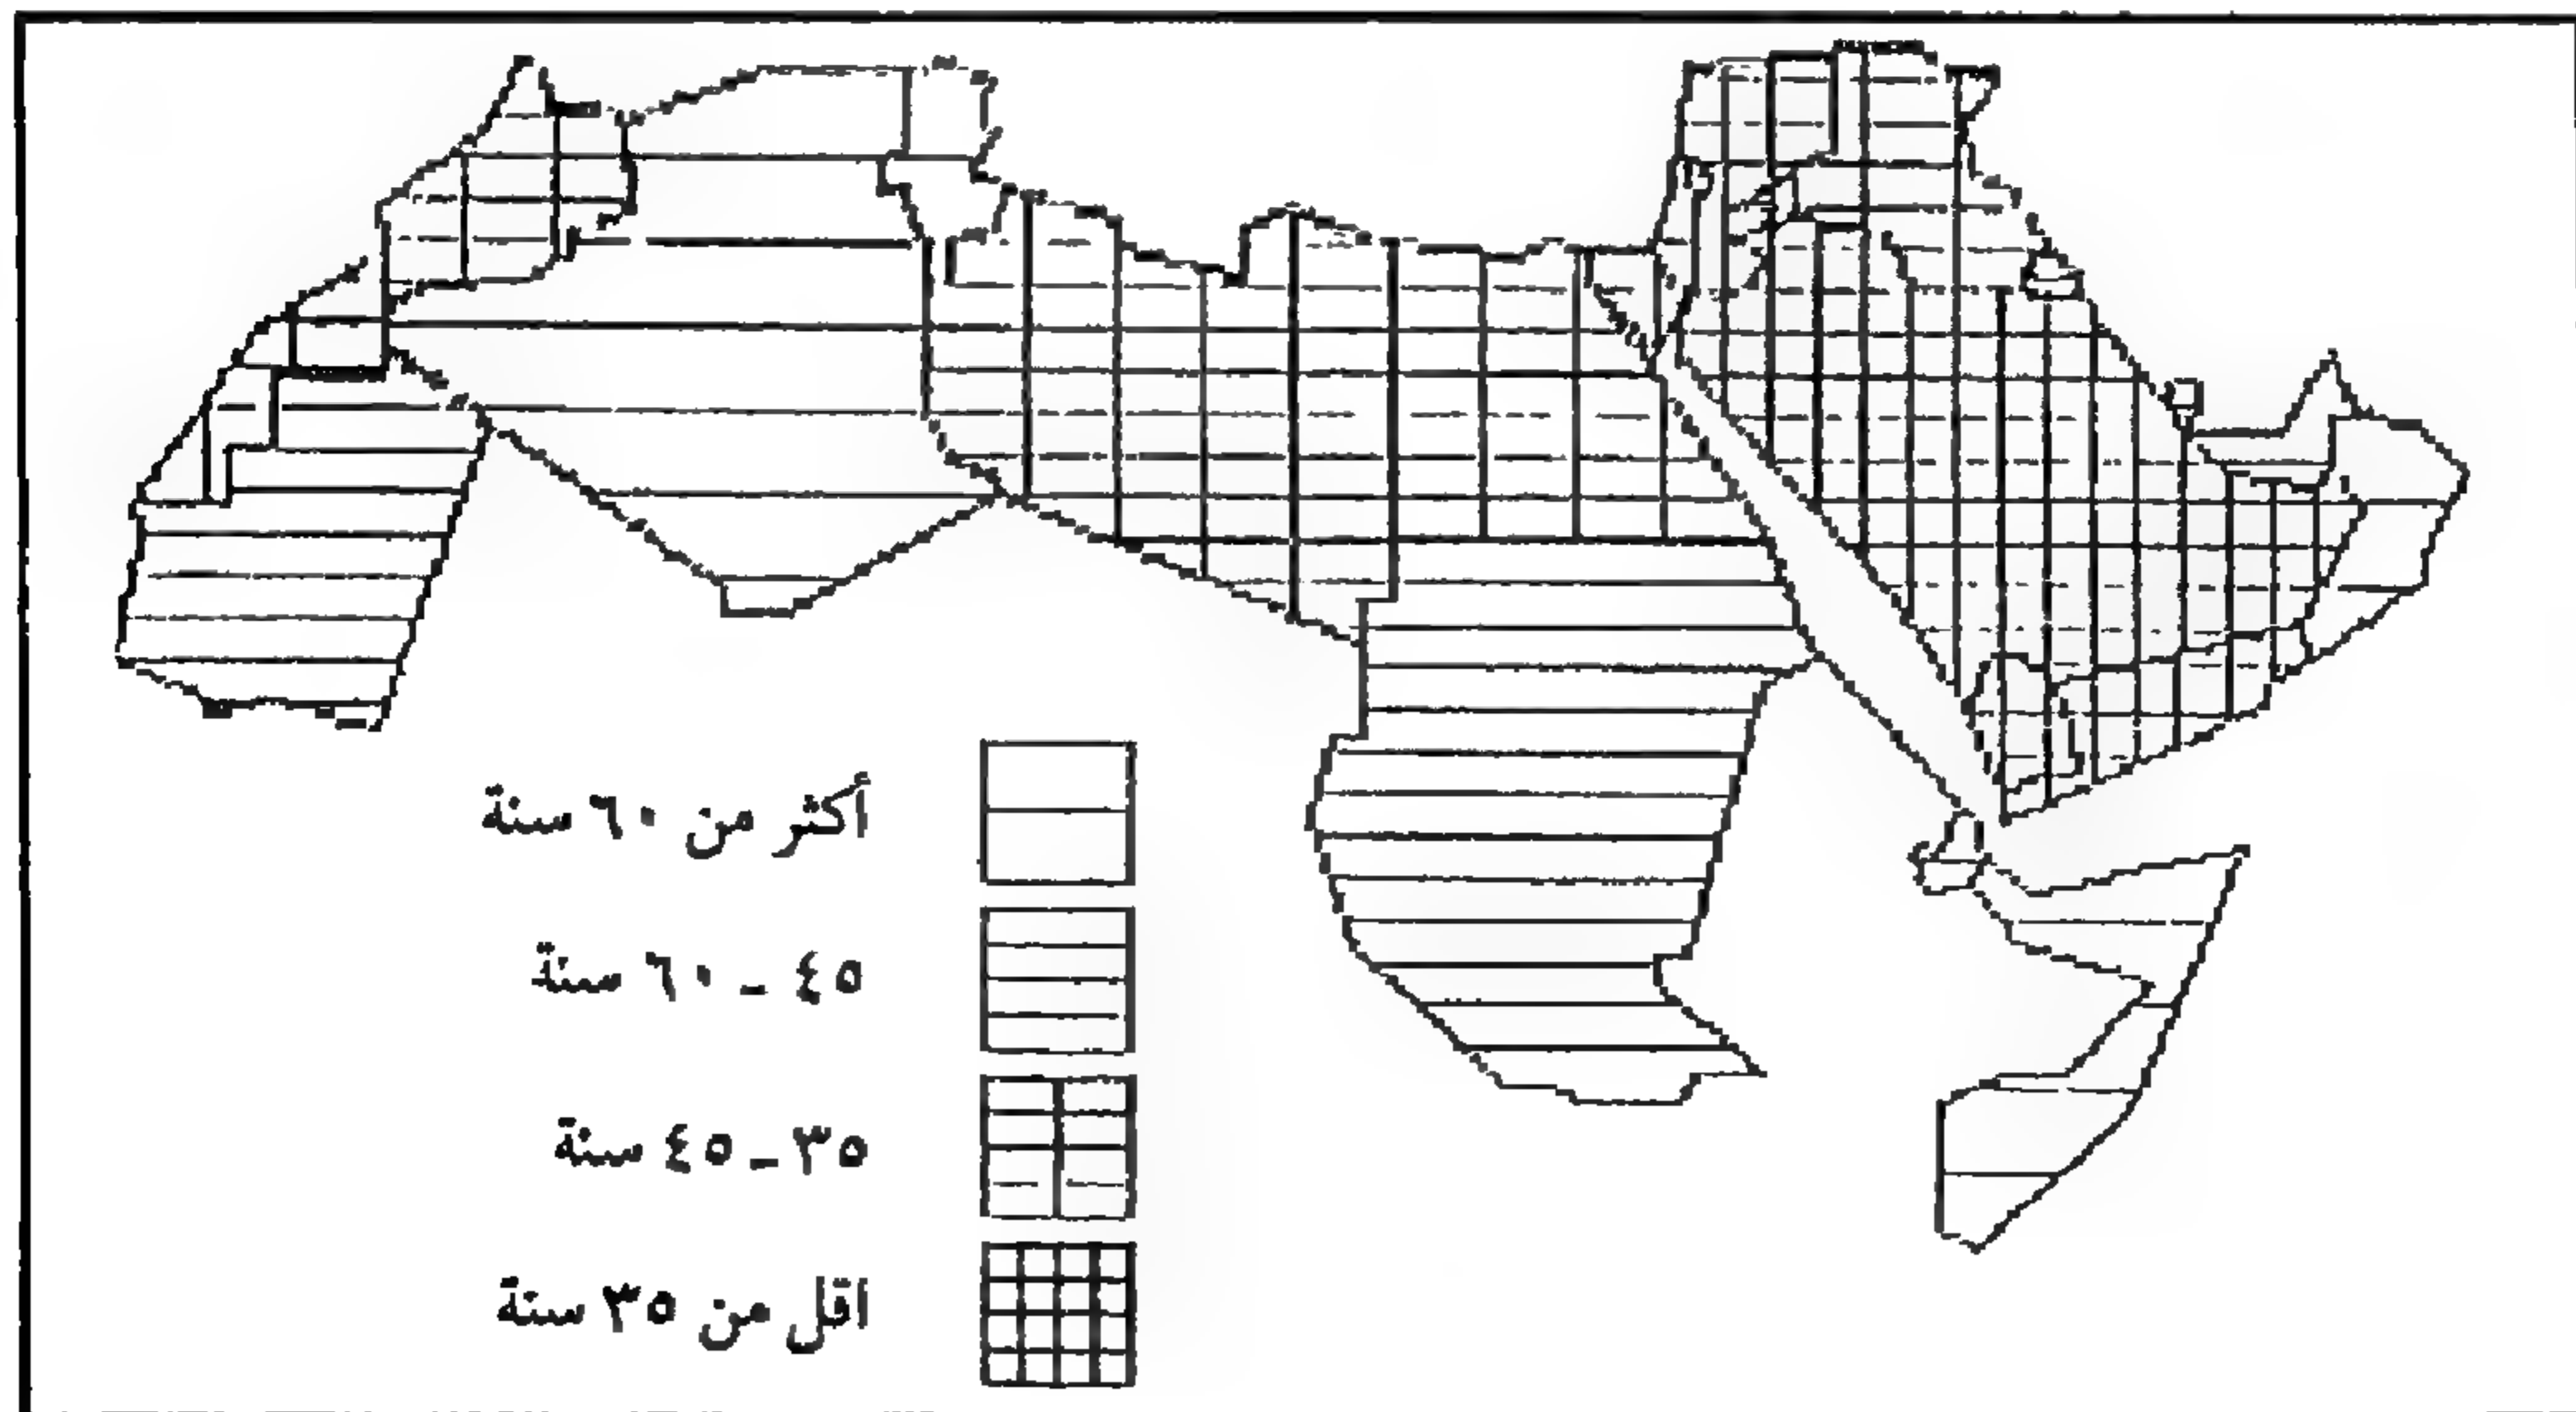 أكثر من ٦٠ سنة
٤٥ - ٦٠ سنة
٣٥ - ٤٥ سنة
اقل من ٣٥ سنة